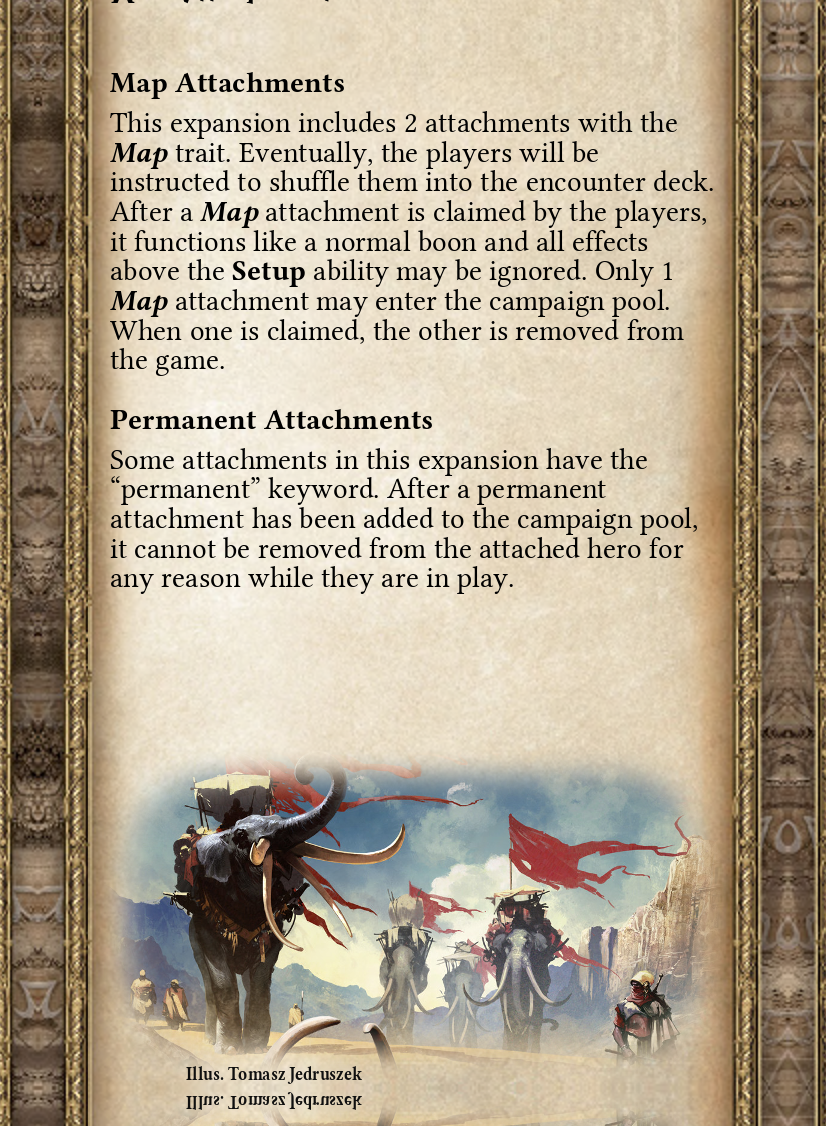 Map Attachments
This expansion includes 2 attachments with the
Map trait. Eventually, the players will be
instructed to shuffle them into the encounter deck.
After a Map attachment is claimed by the players,
it functions like a normal boon and all effects
above the Setup ability may be ignored. Only 1
Map attachment may enter the campaign pool.
When one is claimed, the other is removed from
the game.
Permanent Attachments
Some attachments in this expansion have the
“permanent” keyword. After a permanent
attachment has been added to the campaign pool,
it cannot be removed from the attached hero for
any reason while they are in play.
Illus. Tomasz Jedruszek
Illus. Tomasz Jedruszek